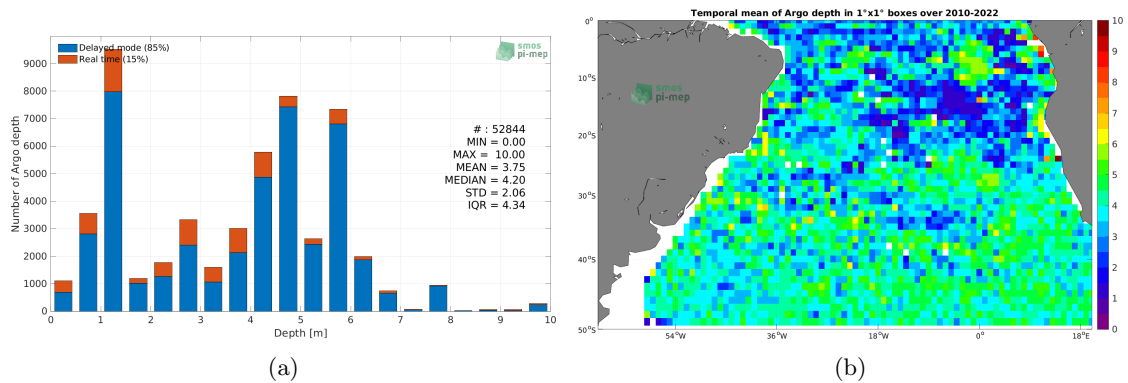 Delayed mode (85%)
Real time (15%)
smos
pi-mep
# : 52844
MIN = 0.00
MAX = 10.00
MEAN = 3.75
MEDIAN = 4.20
STD = 2.06
IQR = 4.34
Number of Argo depth
9000
8000
7000
6000
5000
4000
3000
2000
1000
0
0 1 2 3 4 5 6 7 8 9 10
Depth [m]
(a)
Temporal mean of Argo depth in 1°x1° boxes over 2010-2022
smos
pi-mep
0°
10°S
20°S
30°S
40°S
50°S
54°W 36°W 18°W 0° 18°E
10
9
8
7
6
5
4
3
2
1
0
(b)